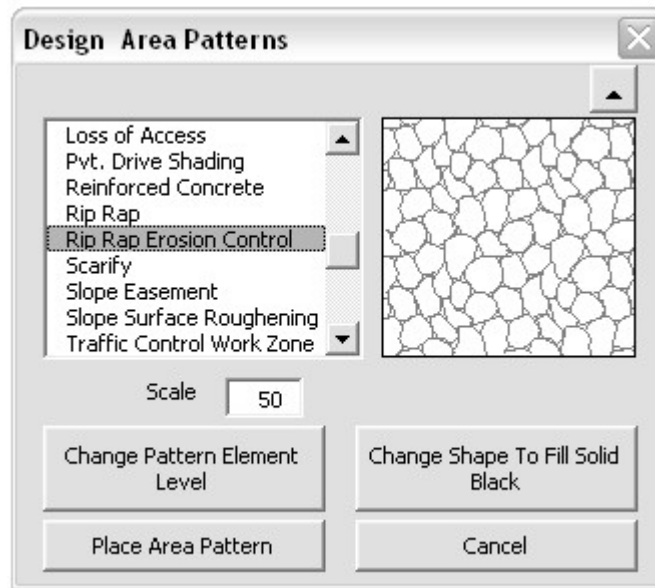 Design Area Patterns
Loss of Access
Pvt. Drive Shading
Reinforced Concrete
Rip Rap
Rip Rap Erosion Control
Scarify
Slope Easement
Slope Surface Roughening
Traffic Control Work Zone
Scale 50
Change Pattern Element
Level
Change Shape To Fill Solid
Black
Place Area Pattern
Cancel